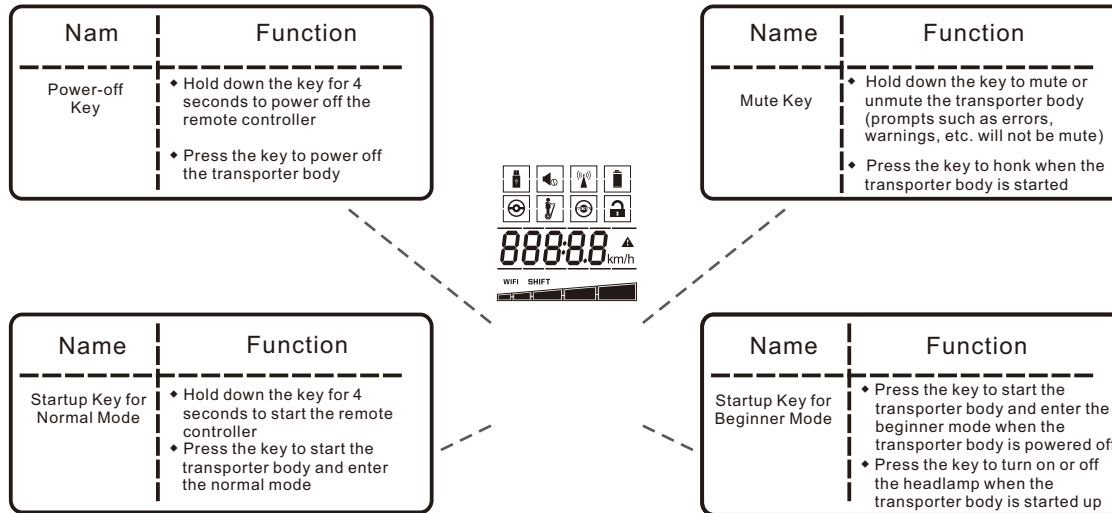 Nam Function
Power-off
Key
◆ Hold down the key for 4
seconds to power off the
remote controller
◆ Press the key to power off
the transporter body
Name Function
Mute Key
◆ Hold down the key to mute or
unmute the transporter body
(prompts such as errors,
warnings, etc. will not be mute)
◆ Press the key to honk when the
transporter body is started
888:8.8 km/h
WIFI SHIFT
Name Function
Startup Key for
Normal Mode
◆ Hold down the key for 4
seconds to start the remote
controller
◆ Press the key to start the
transporter body and enter
the normal mode
Name Function
Startup Key for
Beginner Mode
◆ Press the key to start the
transporter body and enter the
beginner mode when the
transporter body is powered off
◆ Press the key to turn on or off
the headlamp when the
transporter body is started up